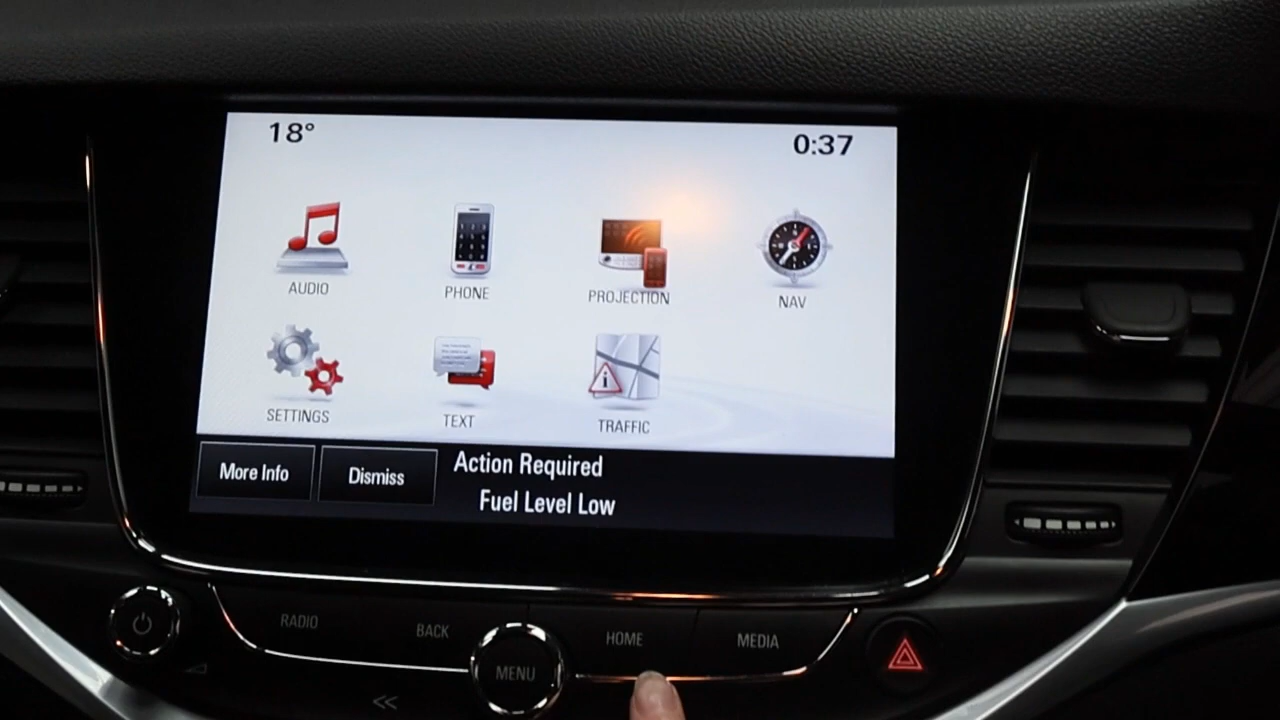 18°
0:37
AUDIO
PHONE
PROJECTION
NAV
SETTINGS
TEXT
TRAFFIC
More Info
Dismiss
Action Required
Fuel Level Low
RADIO
BACK
MENU
HOME
MEDIA